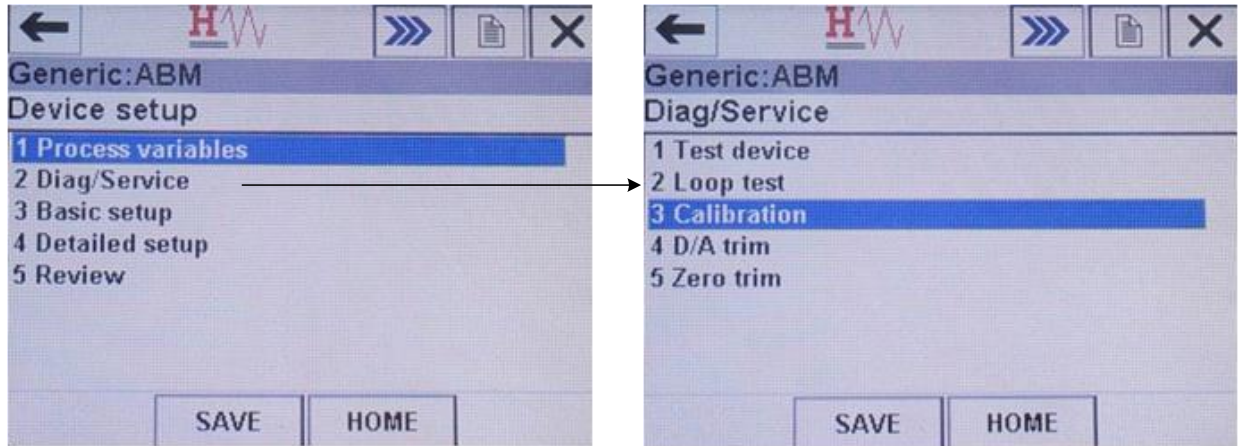 H
Generic:ABM
Device setup
1 Process variables
2 Diag/Service
3 Basic setup
4 Detailed setup
5 Review
SAVE HOME
H
Generic:ABM
Diag/Service
1 Test device
2 Loop test
3 Calibration
4 D/A trim
5 Zero trim
SAVE HOME